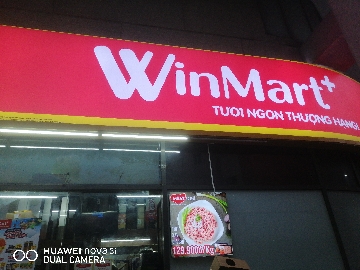 WinMart+
TƯƠI NGON THƯỢNG HẠNG
129.900đ/Kg
HUAWEI nova 5i
DUAL CAMERA